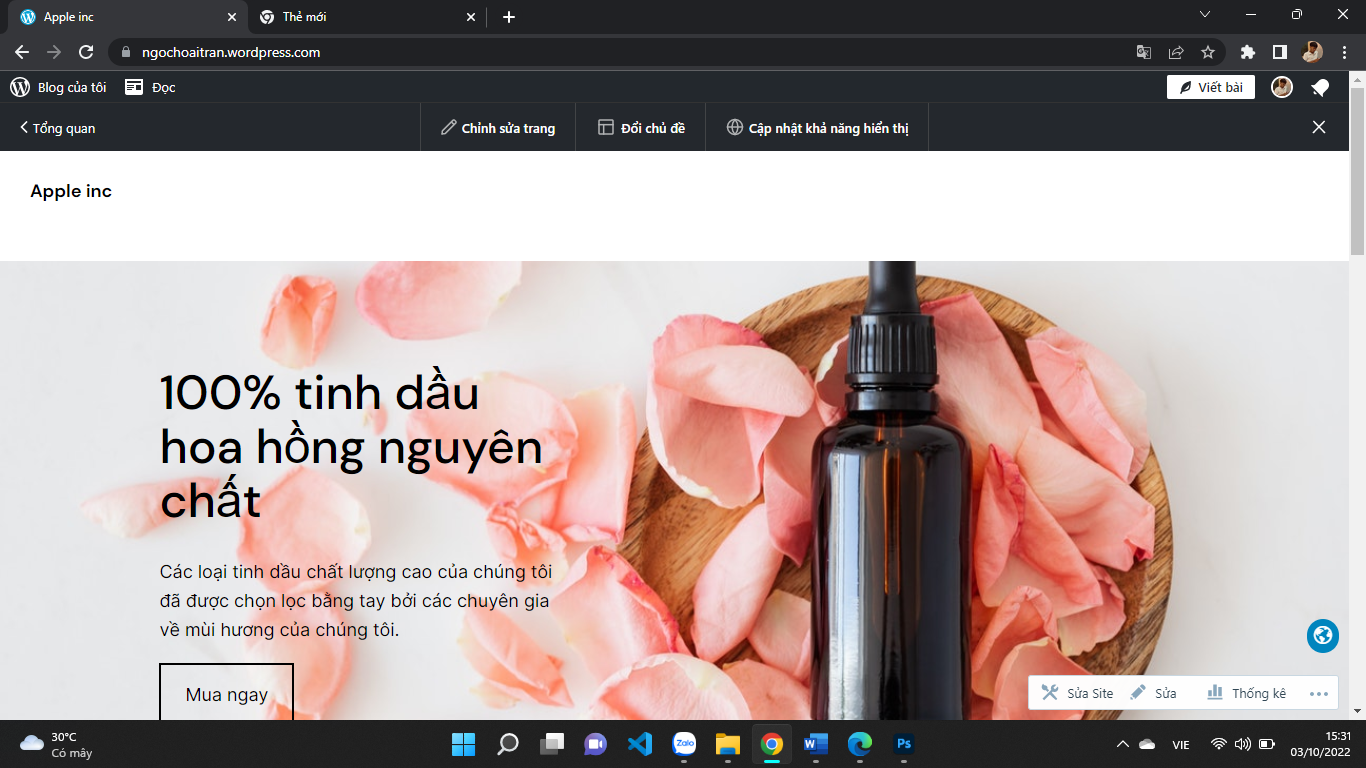 Apple inc
Thẻ mới
ngochoaitran.wordpress.com
Blog của tôi
Đọc
Viết bài
Tổng quan
Chỉnh sửa trang
Đổi chủ đề
Cập nhật khả năng hiển thị
Apple inc
100% tinh dầu
hoa hồng nguyên
chất
Các loại tinh dầu chất lượng cao của chúng tôi
đã được chọn lọc bằng tay bởi các chuyên gia
về mùi hương của chúng tôi.
Mua ngay
Sửa Site
Sửa
Thống kê
30°C
Có mây
Zalo
W
Ps
VIE
15:31
03/10/2022